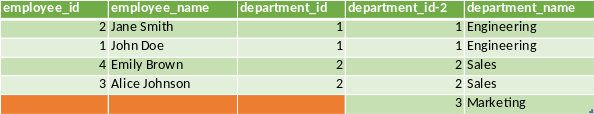 employee_id employee_name department_id department_id-2 department_name
2 Jane Smith 1 1 Engineering
1 John Doe 1 1 Engineering
4 Emily Brown 2 2 Sales
3 Alice Johnson 2 2 Sales
3 Marketing